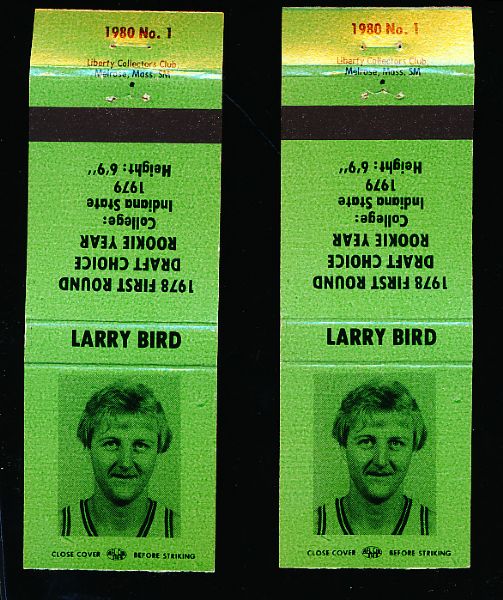 1980 No. 1
Liberty Collectors Club
Melrose, Mass. SM
1978 FIRST ROUND
DRAFT CHOICE
ROOKIE YEAR
College:
Indiana State
1979
Height: 6'9"
LARRY BIRD
CLOSE COVER BEFORE STRIKING
1980 No. 1
Liberty Collectors Club
Melrose, Mass. SM
1978 FIRST ROUND
DRAFT CHOICE
ROOKIE YEAR
College:
Indiana State
1979
Height: 6'9"
LARRY BIRD
CLOSE COVER BEFORE STRIKING